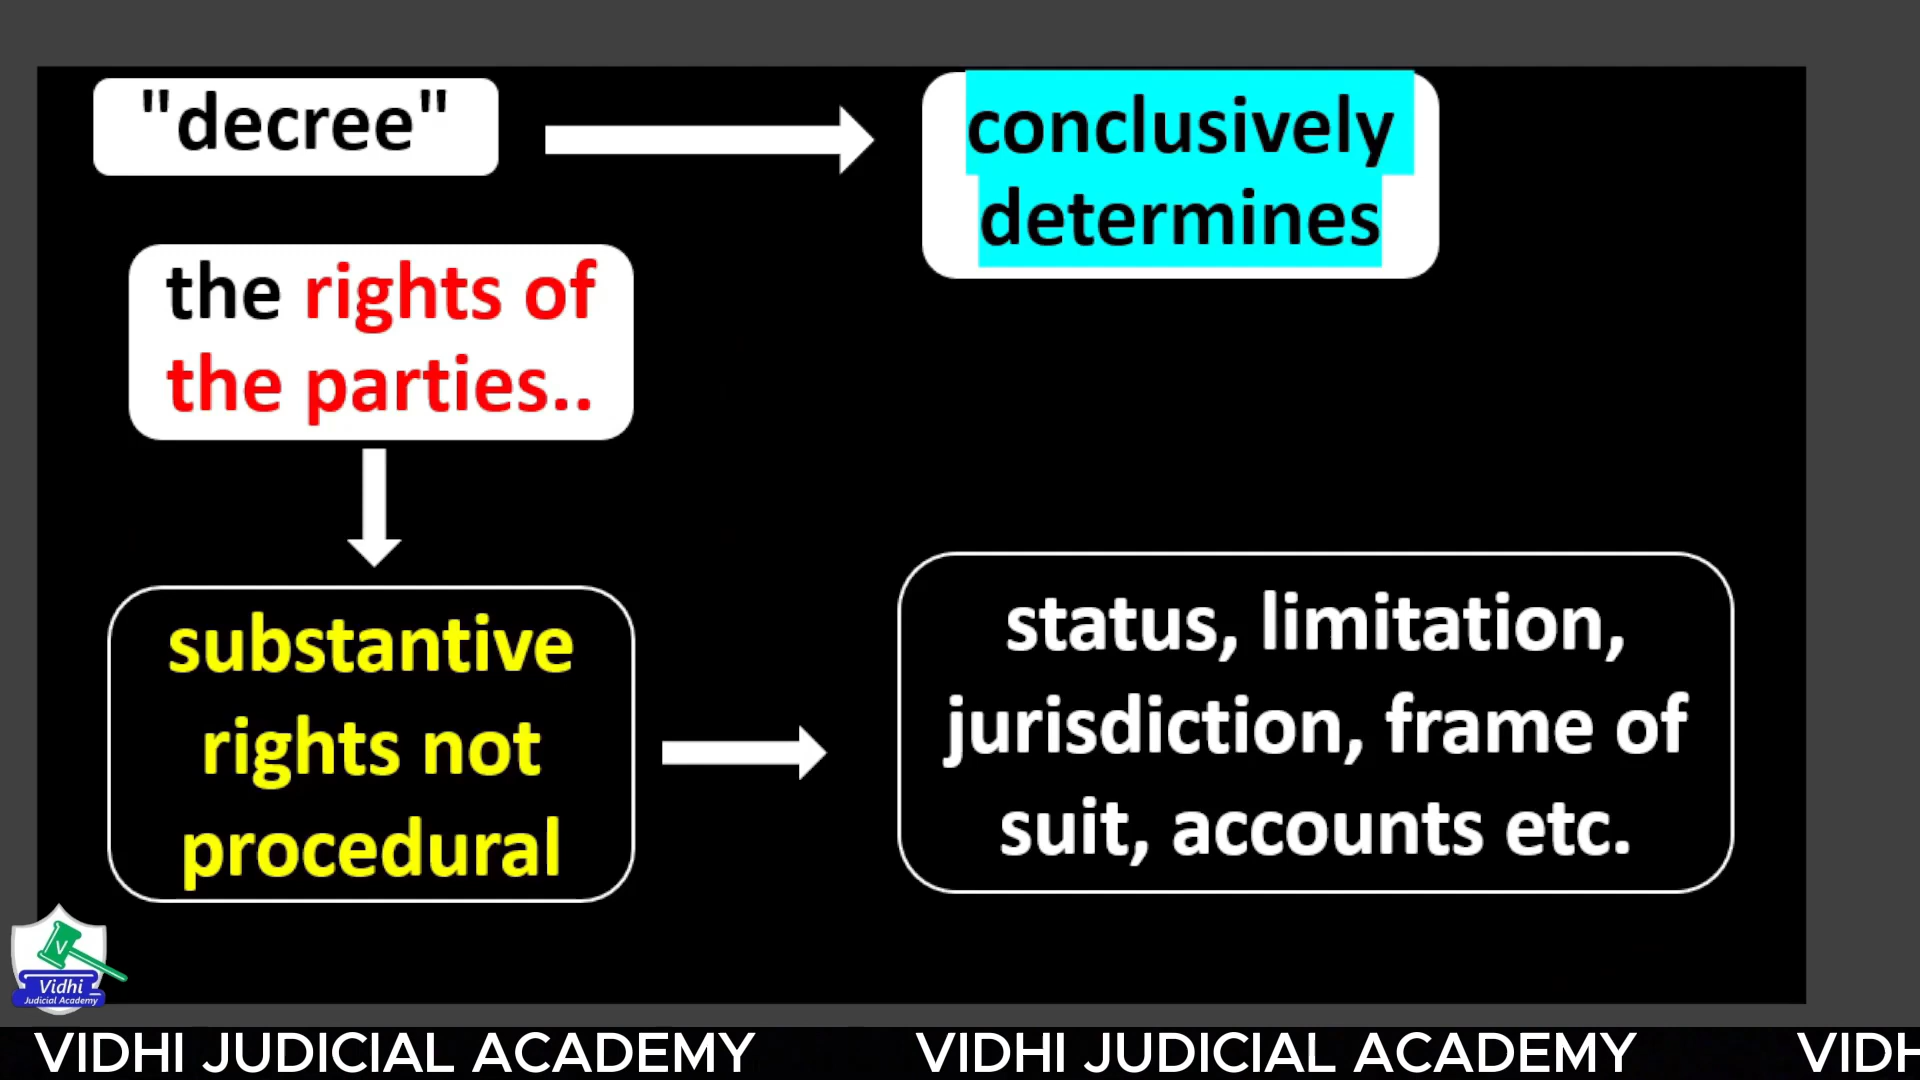 "decree"
conclusively
determines
the rights of
the parties..
substantive
rights not
procedural
status, limitation,
jurisdiction, frame of
suit, accounts etc.
V
Vidhi
Judicial Academy
VIDHI JUDICIAL ACADEMY VIDHI JUDICIAL ACADEMY VIDH